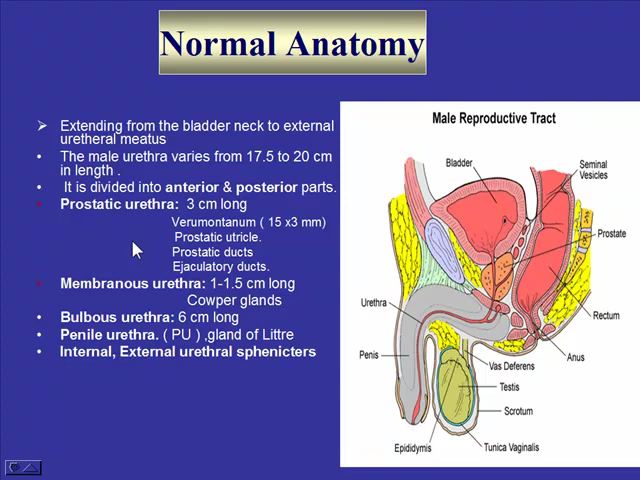 Normal Anatomy
➢ Extending from the bladder neck to external
uretheral meatus
• The male urethra varies from 17.5 to 20 cm
in length .
• It is divided into anterior & posterior parts.
• Prostatic urethra: 3 cm long
Verumontanum ( 15 x3 mm)
Prostatic utricle.
Prostatic ducts
Ejaculatory ducts.
• Membranous urethra: 1-1.5 cm long
Cowper glands
• Bulbous urethra: 6 cm long
• Penile urethra. ( PU ) ,gland of Littre
• Internal, External urethral sphenicters
Male Reproductive Tract
Bladder
Seminal
Vesicles
Prostate
Urethra
Rectum
Penis
Anus
Vas Deferens
Testis
Scrotum
Epididymis
Tunica Vaginalis